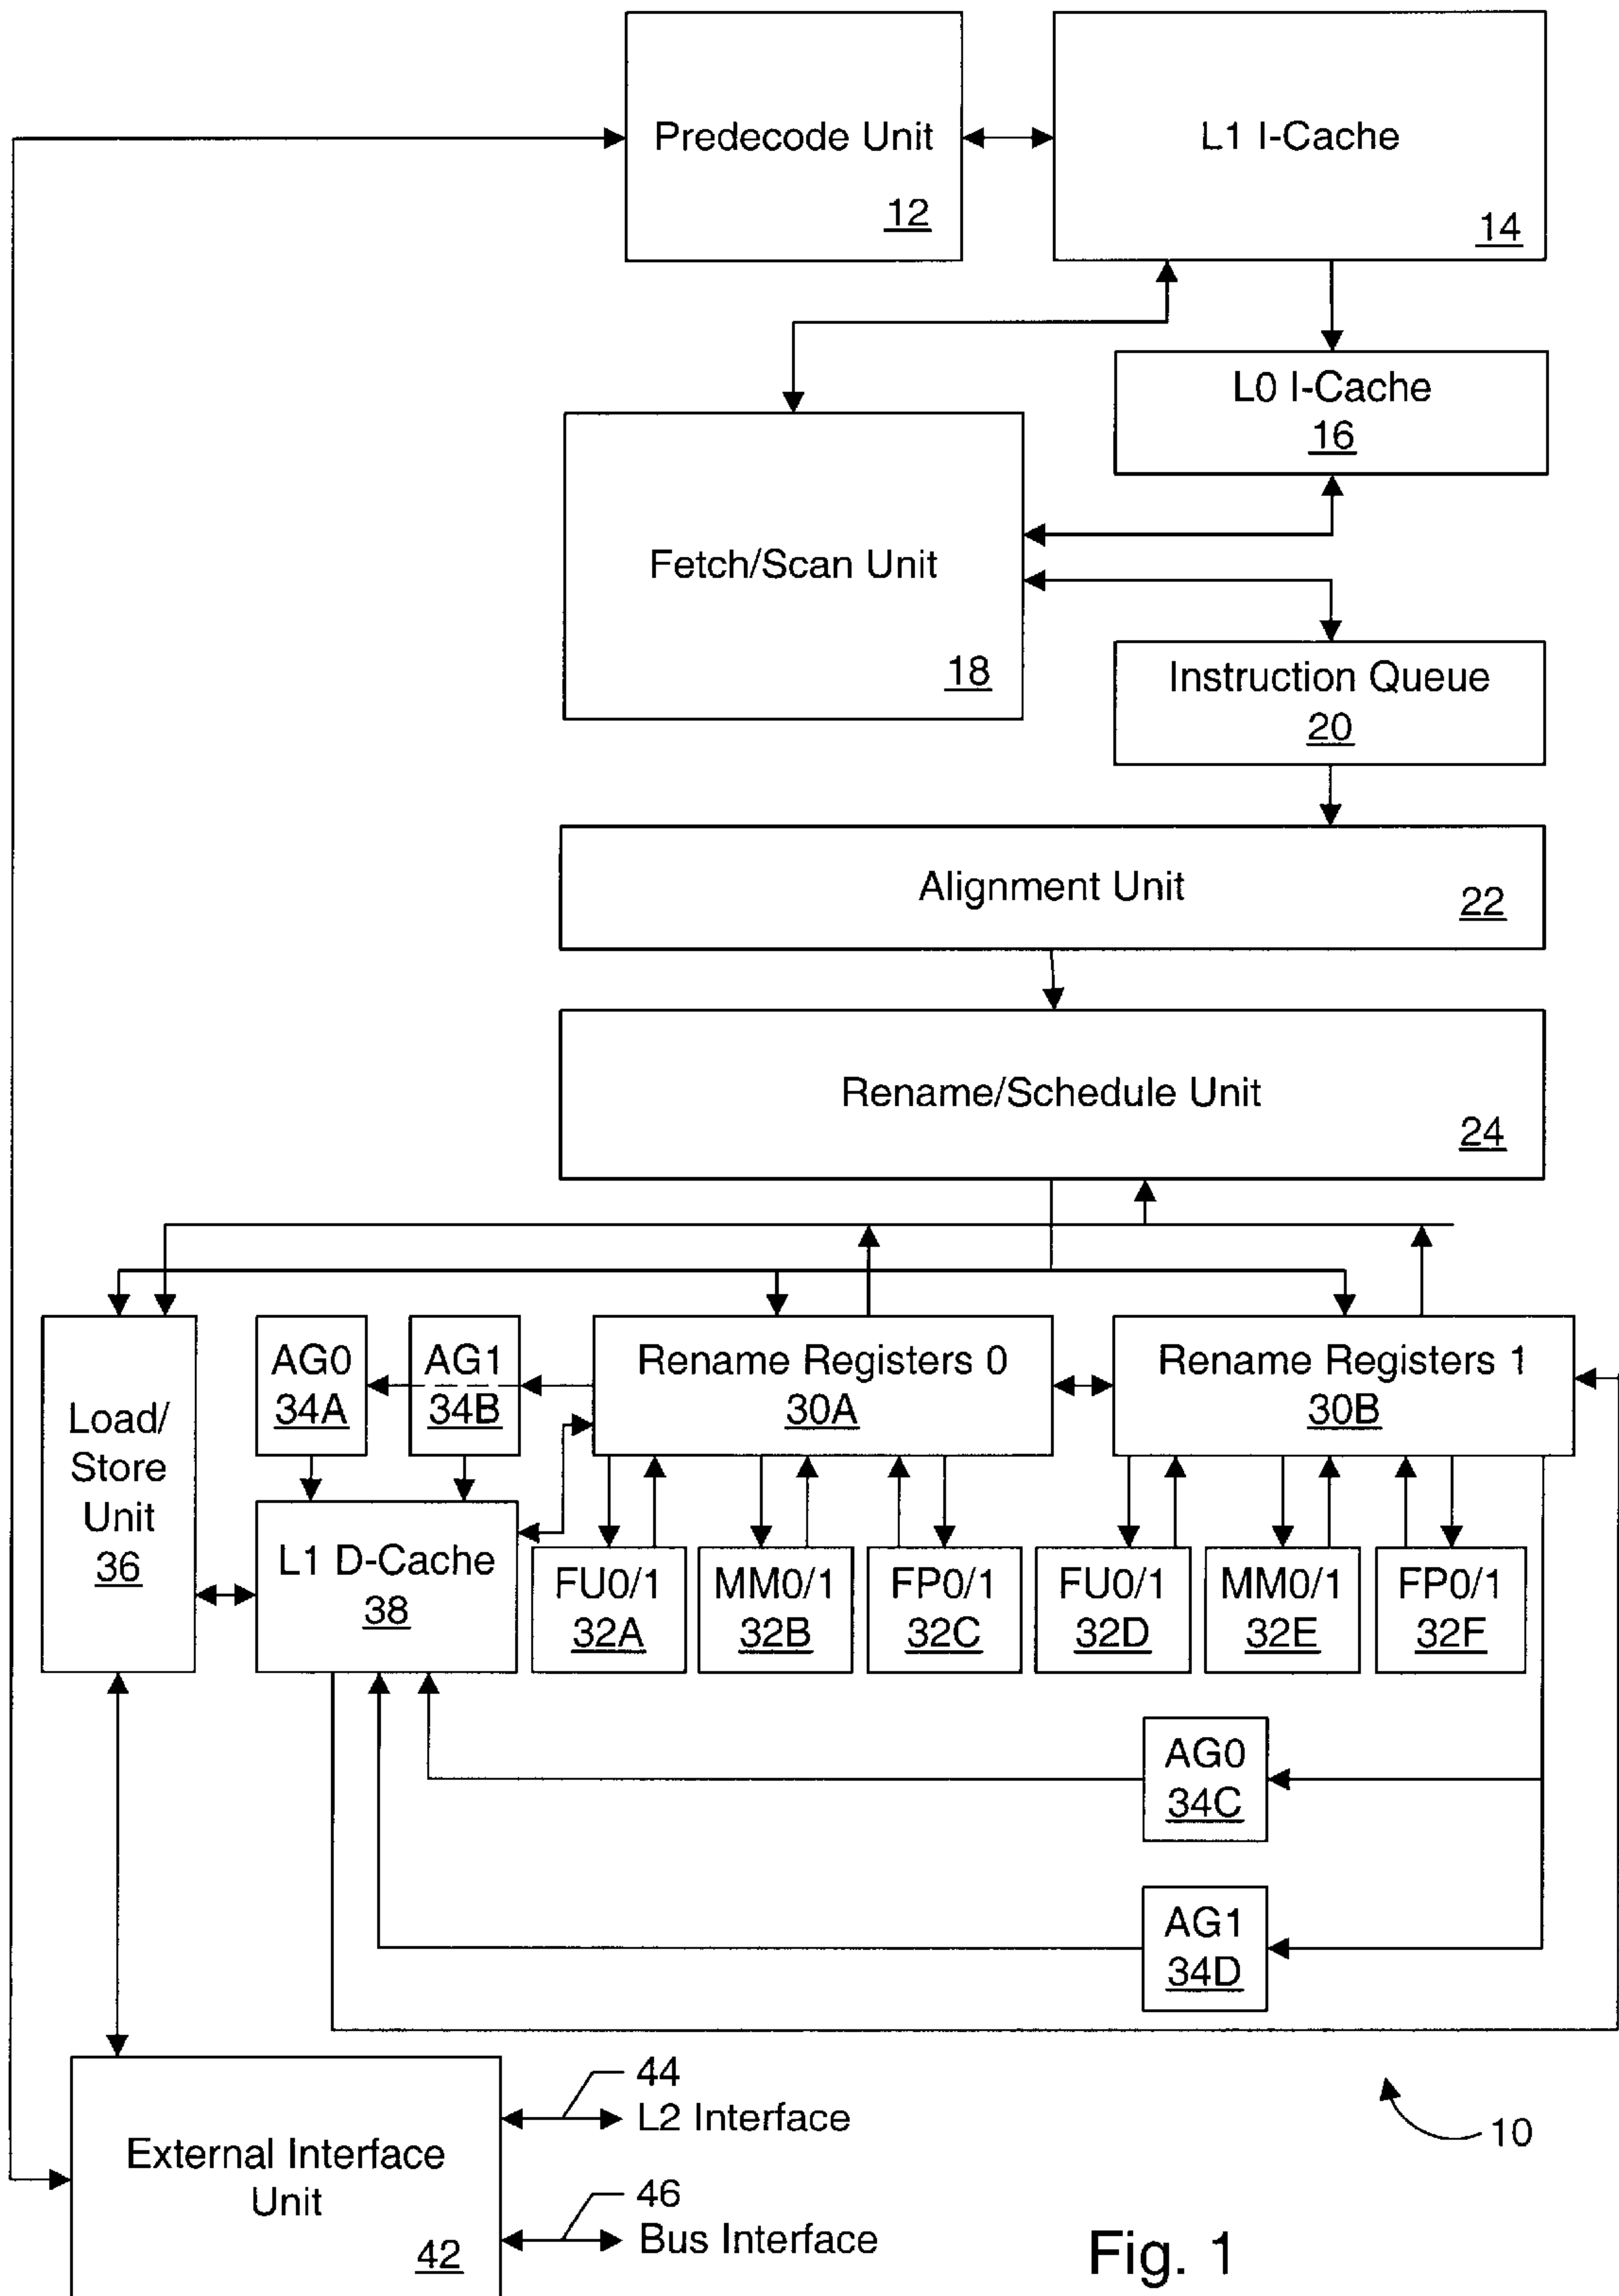 Predecode Unit
12
L1 I-Cache
14
L0 I-Cache
16
Fetch/Scan Unit
18
Instruction Queue
20
Alignment Unit
22
Rename/Schedule Unit
24
Load/
Store
Unit
36
AG0
34A
AG1
34B
Rename Registers 0
30A
Rename Registers 1
30B
L1 D-Cache
38
FU0/1
32A
MM0/1
32B
FP0/1
32C
FU0/1
32D
MM0/1
32E
FP0/1
32F
AG0
34C
AG1
34D
External Interface
Unit
42
44
L2 Interface
46
Bus Interface
10
Fig. 1